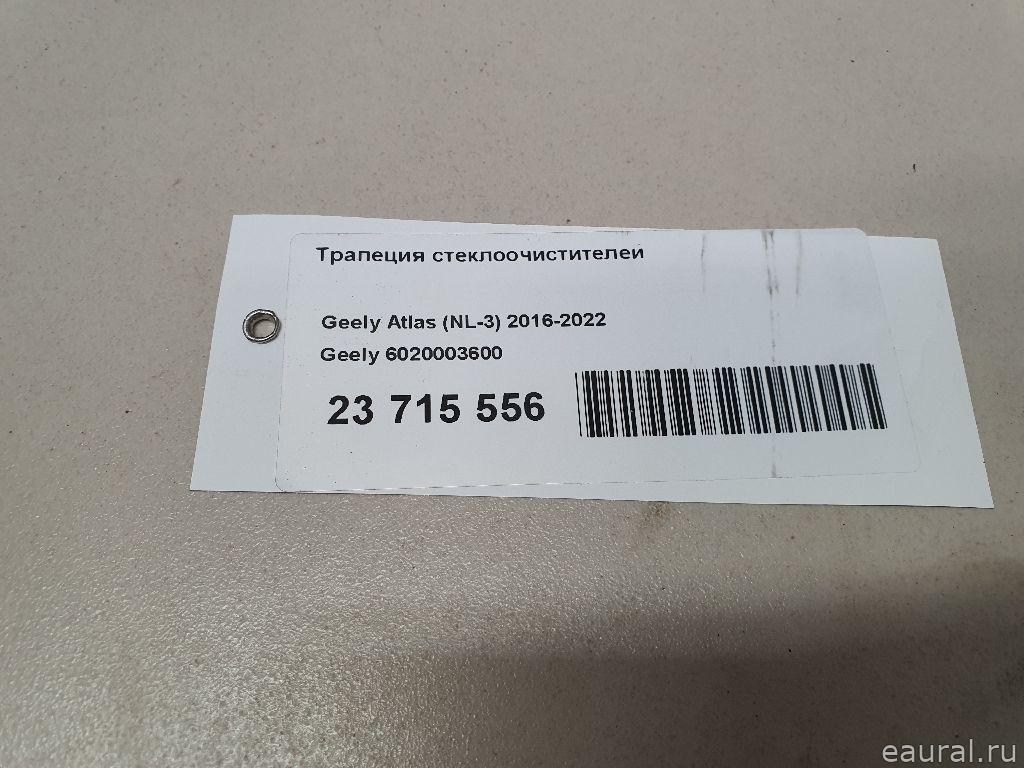 Трапеция стеклоочистителей
Geely Atlas (NL-3) 2016-2022
Geely 6020003600
23 715 556
eaural.ru